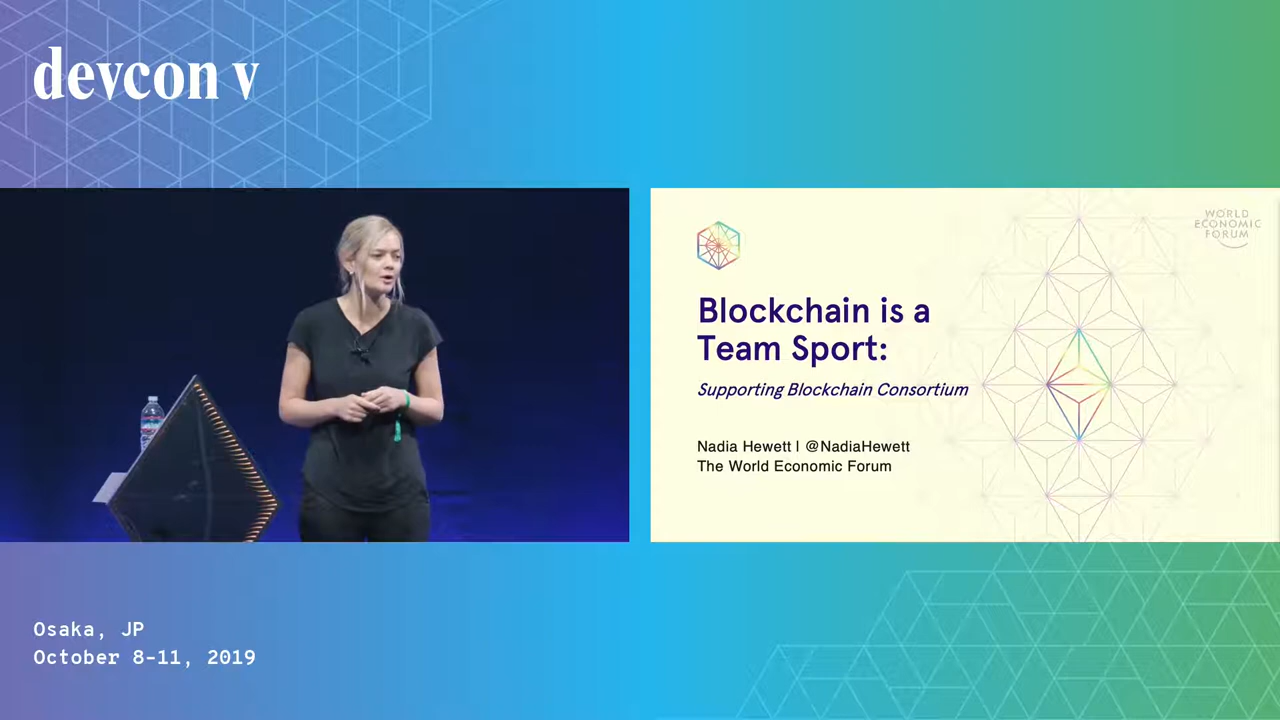 devcon v
WORLD
ECONOMIC
FORUM
Blockchain is a
Team Sport:
Supporting Blockchain Consortium
Nadia Hewett | @NadiaHewett
The World Economic Forum
Osaka, JP
October 8-11, 2019